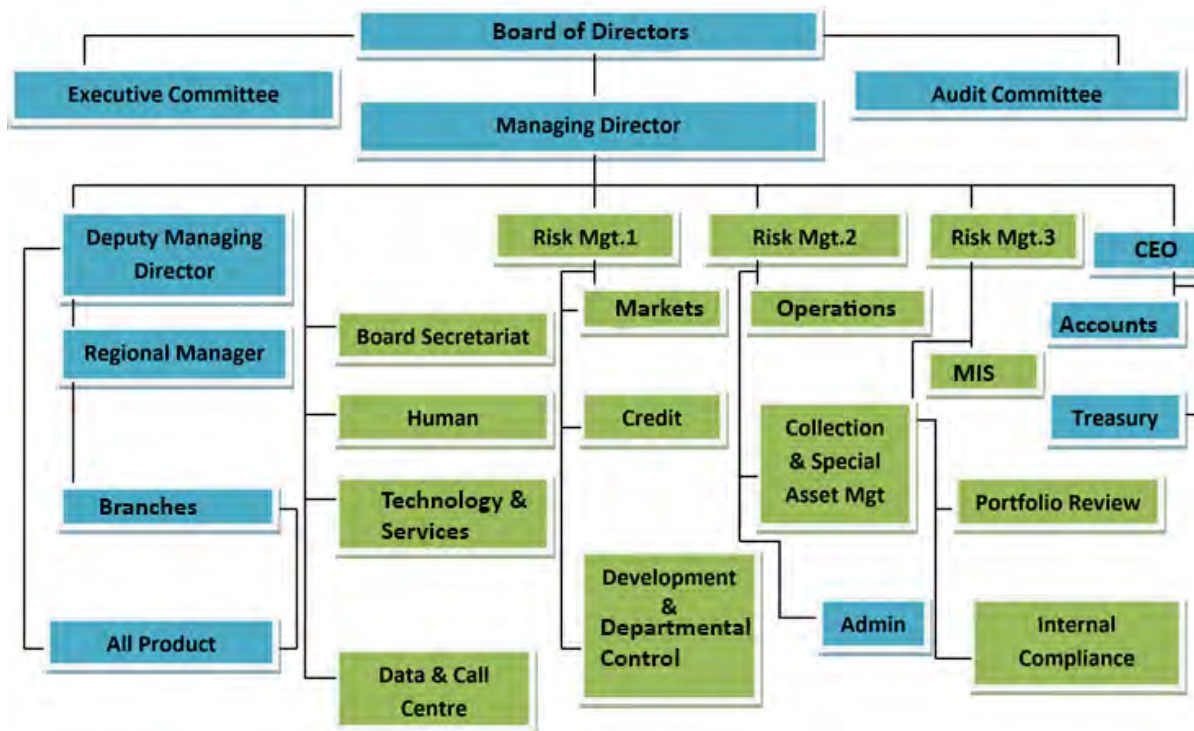 Board of Directors
Executive Committee
Audit Committee
Managing Director
Deputy Managing
Director
Risk Mgt.1
Risk Mgt.2
Risk Mgt.3
CEO
Markets
Operations
Accounts
Board Secretariat
Regional Manager
MIS
Human
Credit
Collection
& Special
Asset Mgt
Treasury
Branches
Technology &
Services
Portfolio Review
Development
&
Departmental
Control
Admin
Internal
Compliance
All Product
Data & Call
Centre